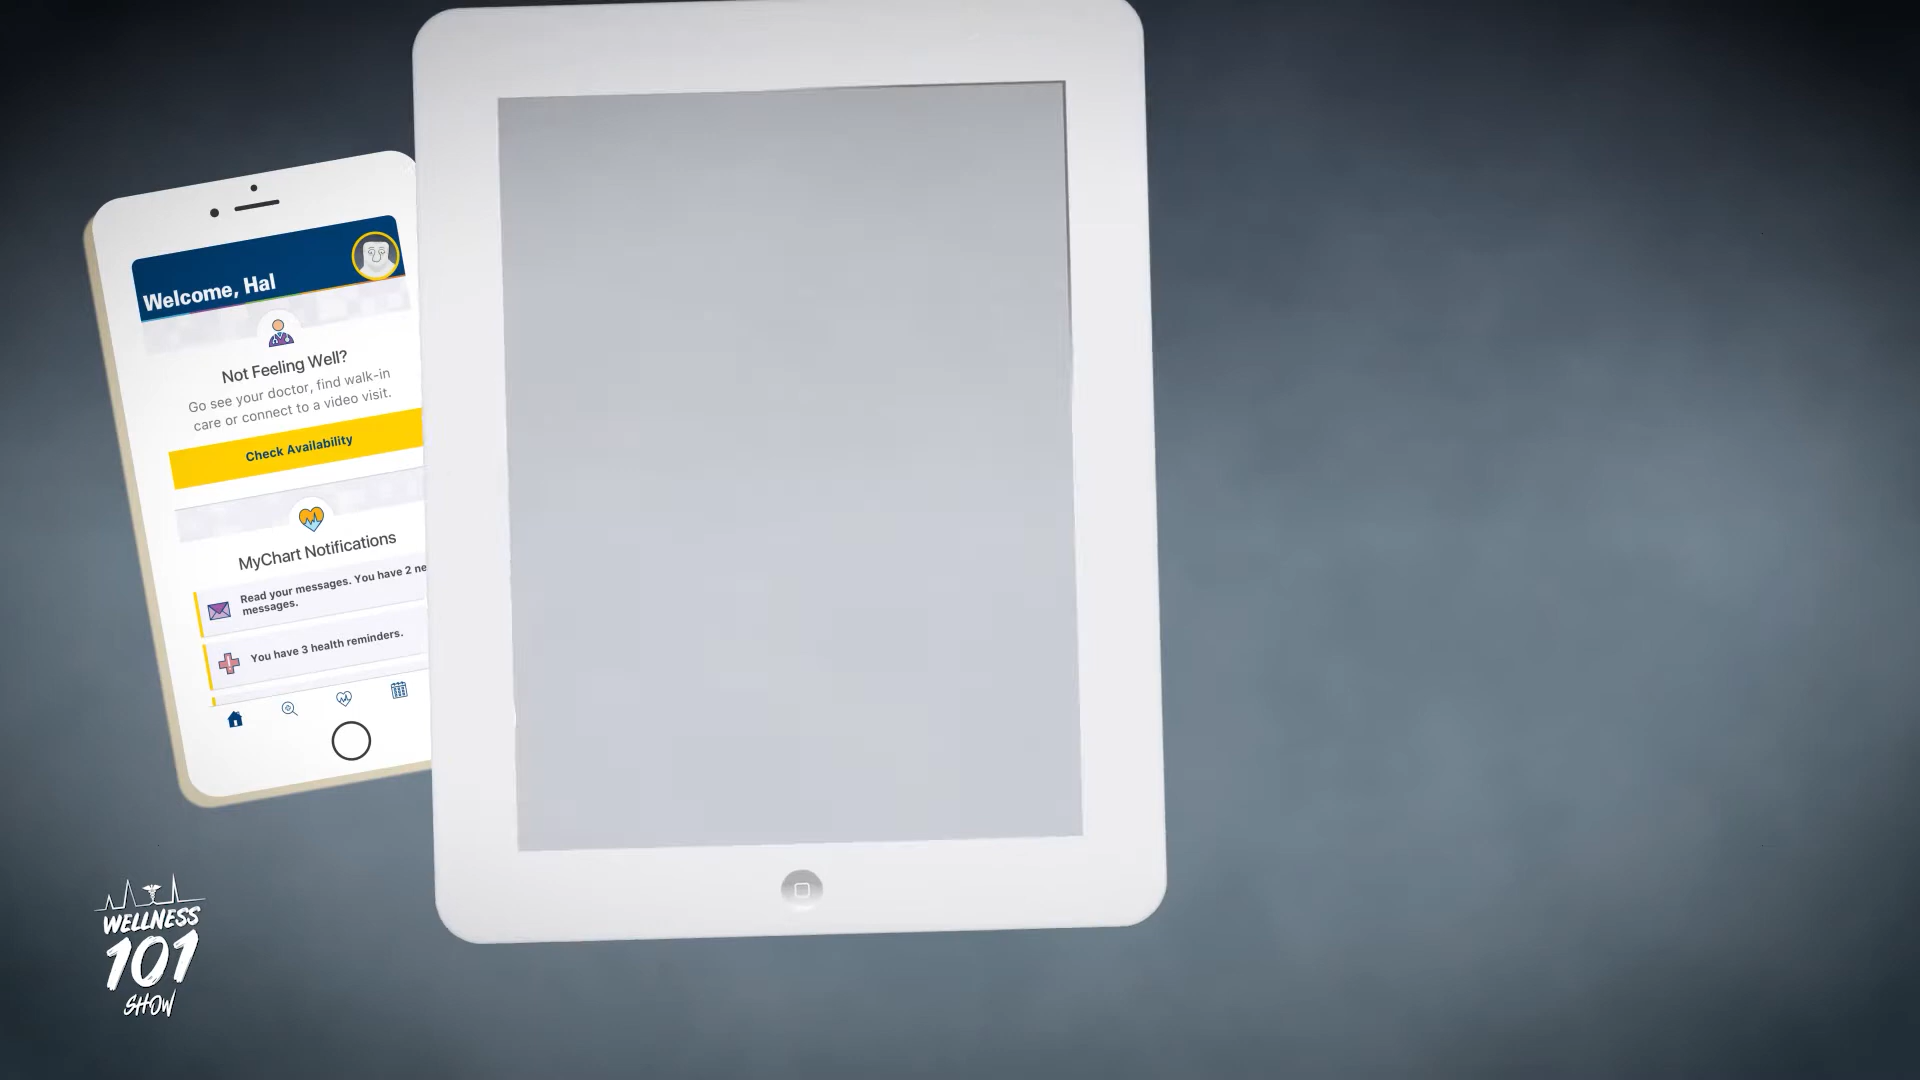 Welcome, Hal
Not Feeling Well?
Go see your doctor, find walk-in
care or connect to a video visit.
Check Availability
MyChart Notifications
Read your messages. You have 2 ne
messages.
You have 3 health reminders.
WELLNESS
101
SHOW